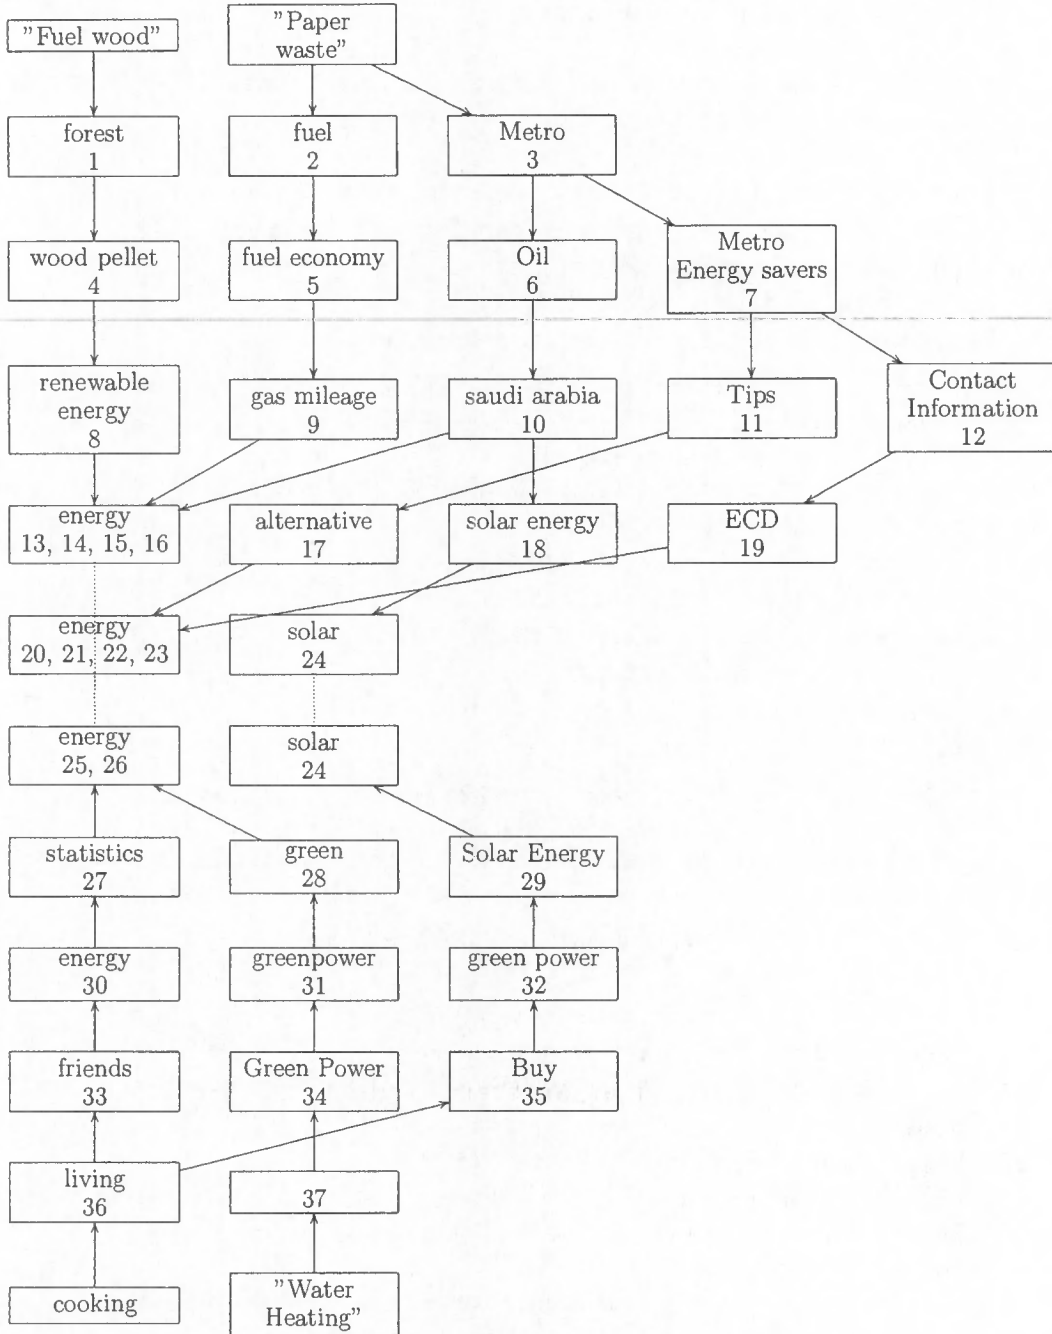 "Fuel wood"
"Paper
waste"
forest
1
fuel
2
Metro
3
wood pellet
4
fuel economy
5
Oil
6
Metro
Energy savers
7
renewable
energy
8
gas mileage
9
saudi arabia
10
Tips
11
Contact
Information
12
energy
13, 14, 15, 16
alternative
17
solar energy
18
ECD
19
energy
20, 21, 22, 23
solar
24
energy
25, 26
solar
24
statistics
27
green
28
Solar Energy
29
energy
30
greenpower
31
green power
32
friends
33
Green Power
34
Buy
35
living
36
37
cooking
"Water
Heating"